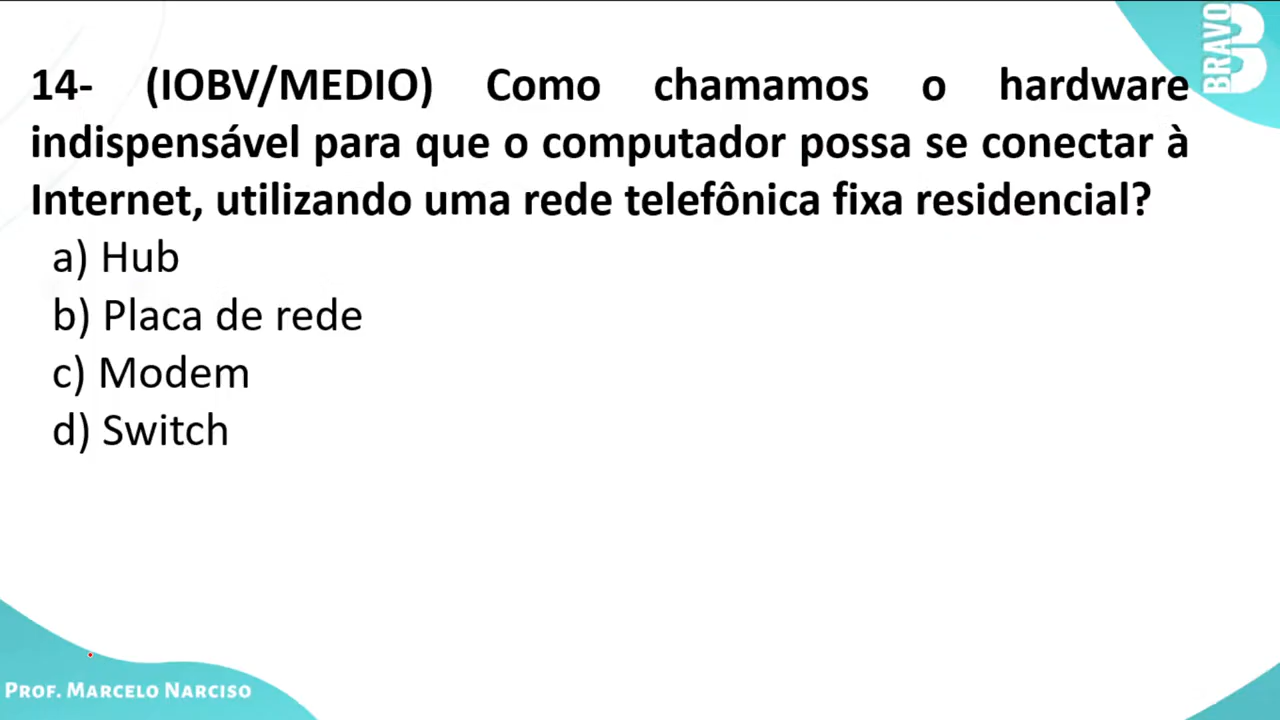 BRAVO
14- (IOBV/MEDIO) Como chamamos o hardware
indispensável para que o computador possa se conectar à
Internet, utilizando uma rede telefônica fixa residencial?
a) Hub
b) Placa de rede
c) Modem
d) Switch
PROF. MARCELO NARCISO